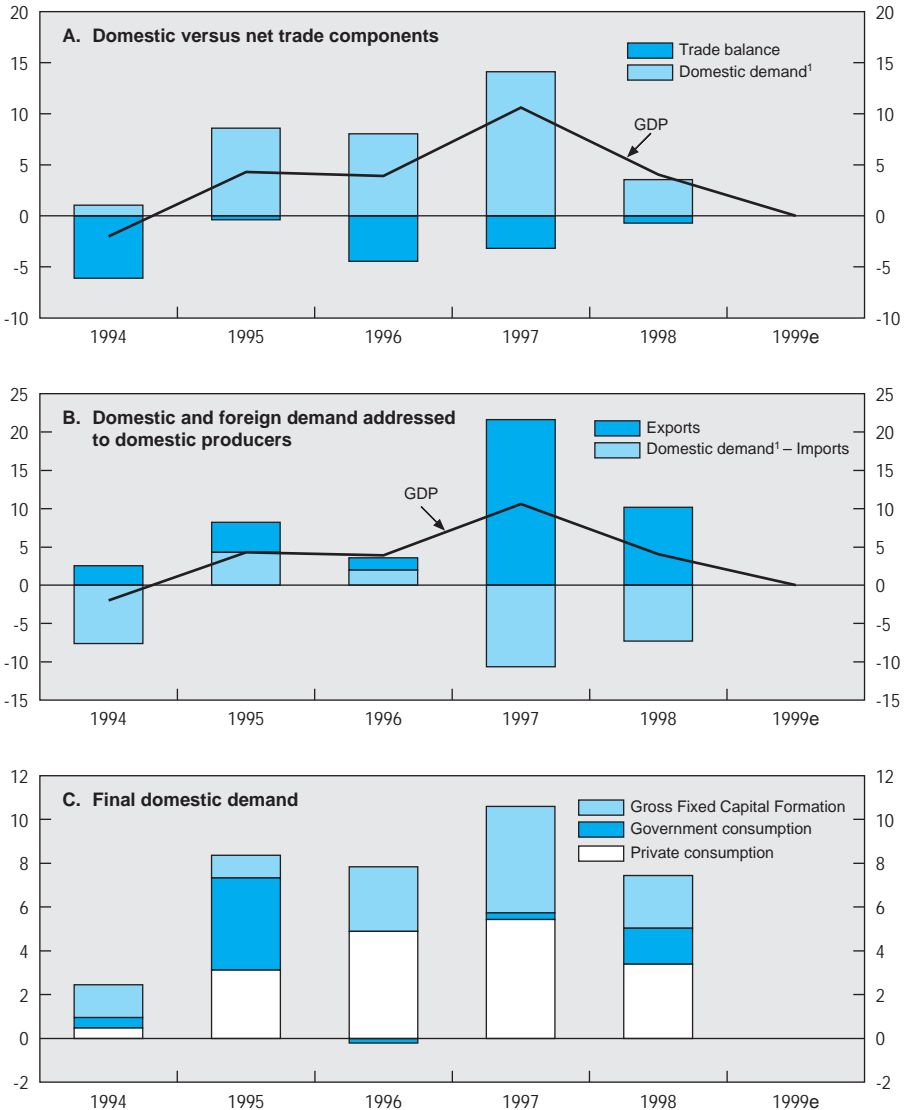 20 20
A. Domestic versus net trade components
Trade balance
15 15
Domestic demand¹
10 10
GDP
5 5
0 0
-5 -5
-10 -10
1994 1995 1996 1997 1998 1999e
25 25
B. Domestic and foreign demand addressed
to domestic producers
20 20
Exports
Domestic demand¹ – Imports
15 15
GDP
10 10
5 5
0 0
-5 -5
-10 -10
-15 -15
1994 1995 1996 1997 1998 1999e
12 12
C. Final domestic demand
Gross Fixed Capital Formation
10 10
Government consumption
Private consumption
8 8
6 6
4 4
2 2
0 0
-2 -2
1994 1995 1996 1997 1998 1999e